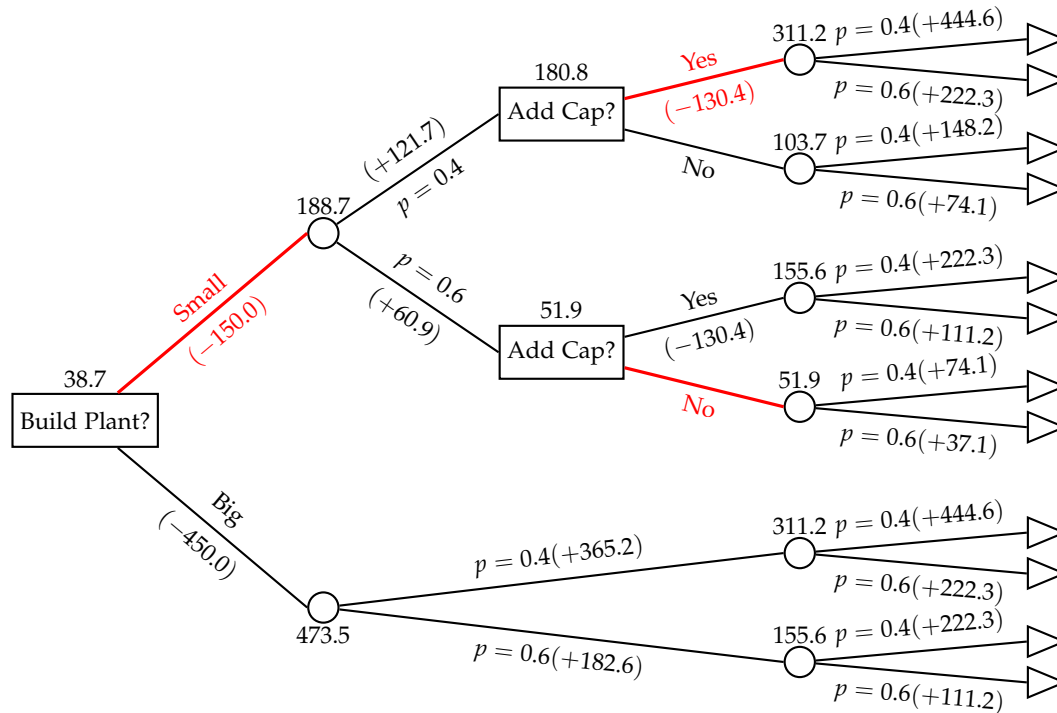 311.2
p = 0.4(+444.6)
p = 0.6(+222.3)
180.8
Add Cap?
Yes
(−130.4)
No
103.7
p = 0.4(+148.2)
p = 0.6(+74.1)
(+121.7)
p = 0.4
188.7
p = 0.6
(+60.9)
51.9
Add Cap?
Yes
(−130.4)
No
155.6
p = 0.4(+222.3)
p = 0.6(+111.2)
51.9
p = 0.4(+74.1)
p = 0.6(+37.1)
Small
(−150.0)
38.7
Build Plant?
Big
(−450.0)
473.5
p = 0.4(+365.2)
p = 0.6(+182.6)
311.2
p = 0.4(+444.6)
p = 0.6(+222.3)
155.6
p = 0.4(+222.3)
p = 0.6(+111.2)